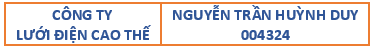 CÔNG TY
LƯỚI ĐIỆN CAO THẾ
NGUYỄN TRẦN HUỲNH DUY
004324